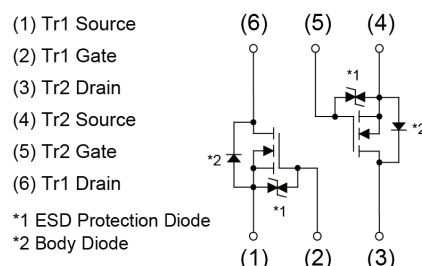 (1) Tr1 Source
(2) Tr1 Gate
(3) Tr2 Drain
(4) Tr2 Source
(5) Tr2 Gate
(6) Tr1 Drain
*1 ESD Protection Diode
*2 Body Diode
(6) (5) (4)
*1
*2
*2
*1
(1) (2) (3)